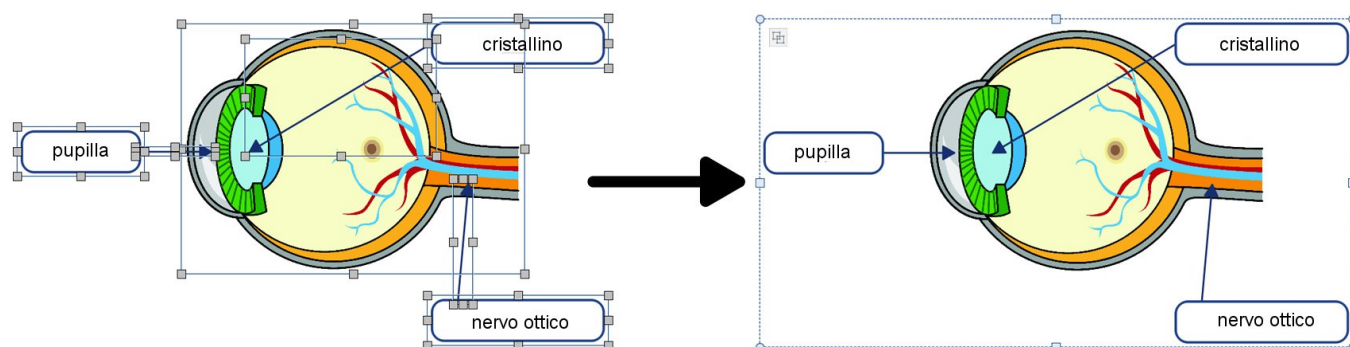 cristallino
pupilla
nervo ottico
cristallino
pupilla
nervo ottico